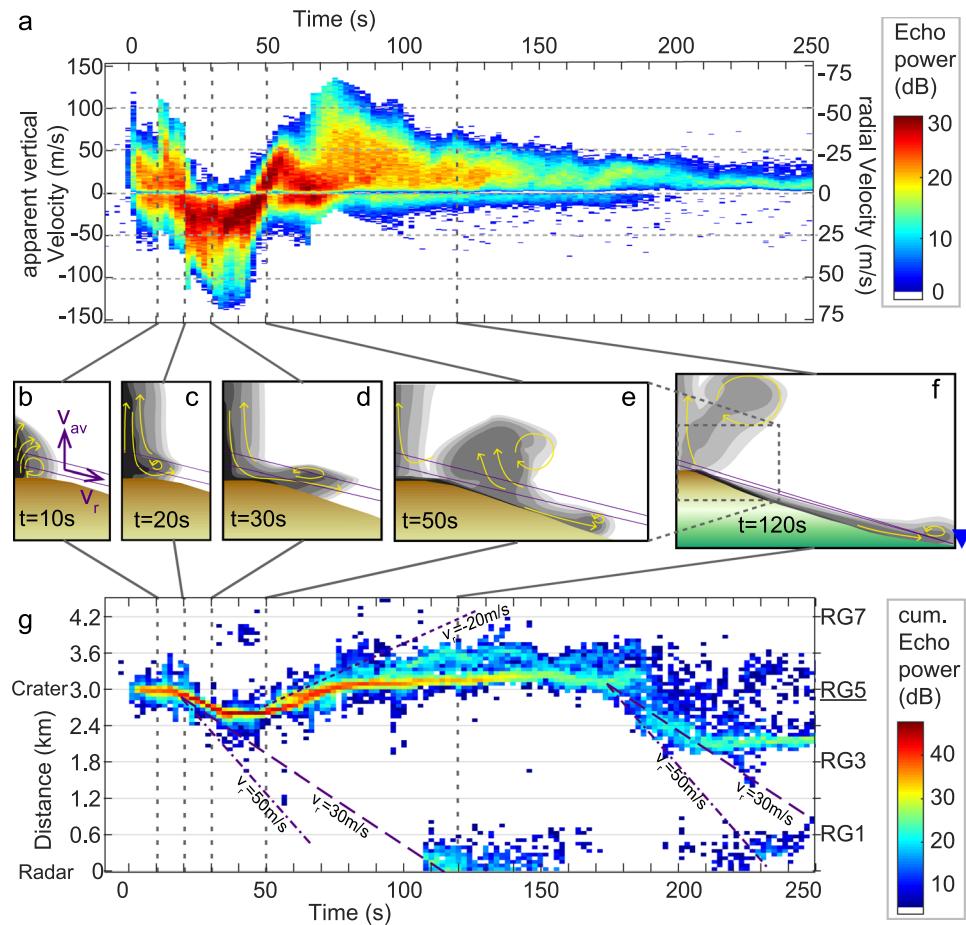 a
Time (s)
0 50 100 150 200 250
apparent vertical
Velocity (m/s)
150
100
50
0
-50
-100
-150
-75
-50
-25
0
25
50
75
radial Velocity (m/s)
Echo
power
(dB)
30
20
10
0
b
V av
V r
t=10s
c
t=20s
d
t=30s
e
t=50s
f
t=120s
g
Distance (km)
4.2
3.6
Crater 3.0
2.4
1.8
1.2
0.6
Radar 0
RG7
RG5
RG3
RG1
v r=-20m/s
v r=50m/s
v r=30m/s
v r=50m/s
v r=30m/s
0 50 100 150 200 250
Time (s)
cum.
Echo
power
(dB)
40
30
20
10